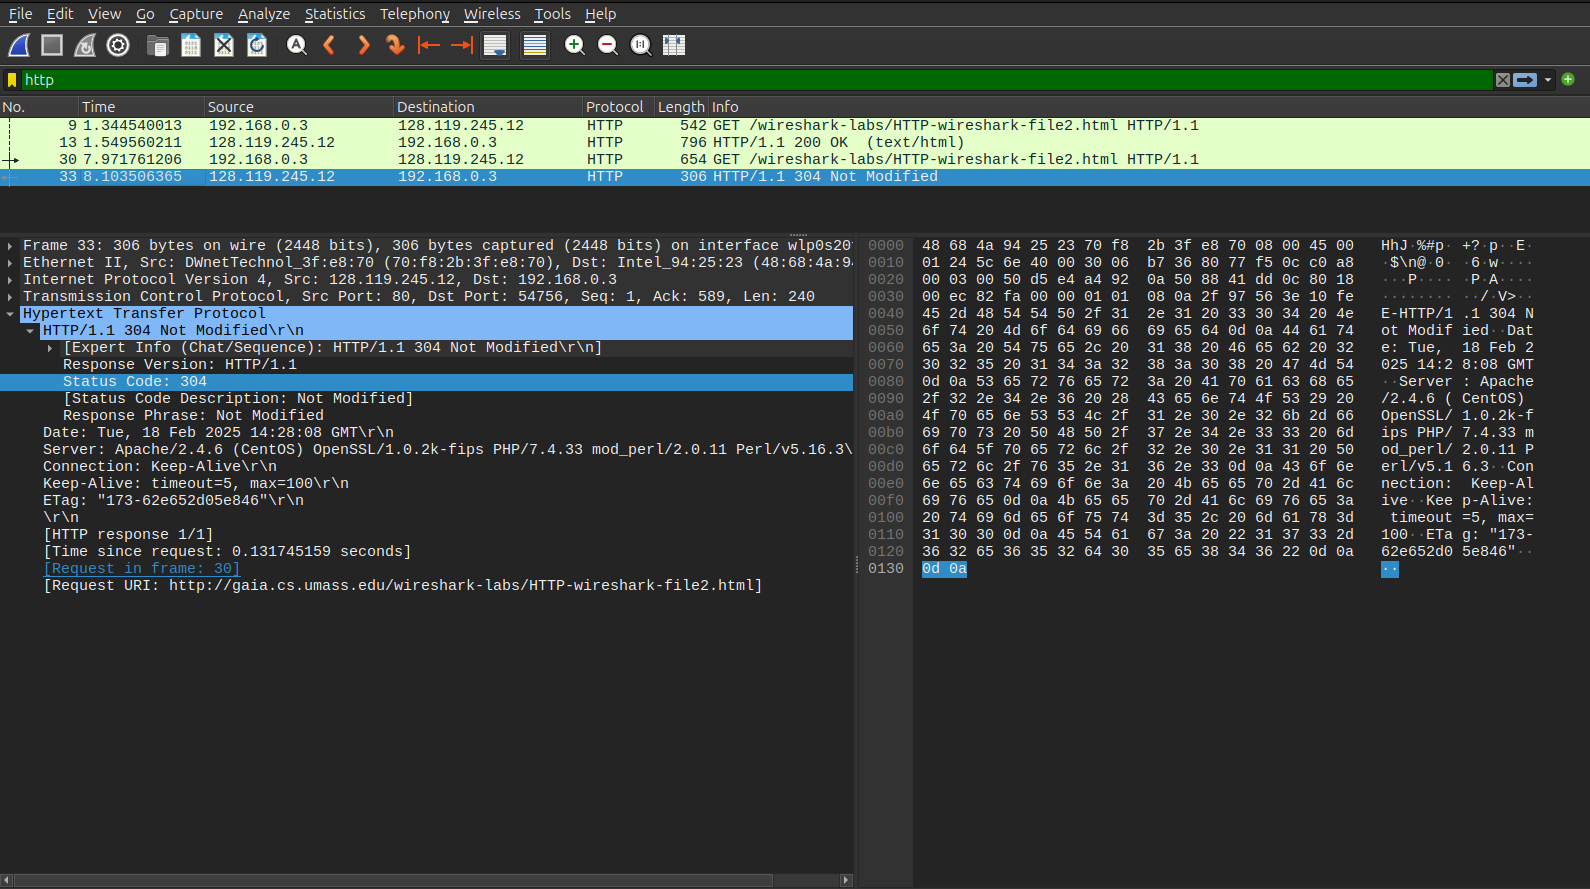 File Edit View Go Capture Analyze Statistics Telephony Wireless Tools Help
http
No. Time Source Destination Protocol Length Info
9 1.344540013 192.168.0.3 128.119.245.12 HTTP 542 GET /wireshark-labs/HTTP-wireshark-file2.html HTTP/1.1
13 1.549560211 128.119.245.12 192.168.0.3 HTTP 796 HTTP/1.1 200 OK (text/html)
30 7.971761206 192.168.0.3 128.119.245.12 HTTP 654 GET /wireshark-labs/HTTP-wireshark-file2.html HTTP/1.1
33 8.103506365 128.119.245.12 192.168.0.3 HTTP 306 HTTP/1.1 304 Not Modified
Frame 33: 306 bytes on wire (2448 bits), 306 bytes captured (2448 bits) on interface wlp0s20
Ethernet II, Src: DWnetTechnol_3f:e8:70 (70:f8:2b:3f:e8:70), Dst: Intel_94:25:23 (48:68:4a:94
Internet Protocol Version 4, Src: 128.119.245.12, Dst: 192.168.0.3
Transmission Control Protocol, Src Port: 80, Dst Port: 54756, Seq: 1, Ack: 589, Len: 240
Hypertext Transfer Protocol
HTTP/1.1 304 Not Modified\r\n
[Expert Info (Chat/Sequence): HTTP/1.1 304 Not Modified\r\n]
Response Version: HTTP/1.1
Status Code: 304
[Status Code Description: Not Modified]
Response Phrase: Not Modified
Date: Tue, 18 Feb 2025 14:28:08 GMT\r\n
Server: Apache/2.4.6 (CentOS) OpenSSL/1.0.2k-fips PHP/7.4.33 mod_perl/2.0.11 Perl/v5.16.3\
Connection: Keep-Alive\r\n
Keep-Alive: timeout=5, max=100\r\n
ETag: "173-62e652d05e846"\r\n
\r\n
[HTTP response 1/1]
[Time since request: 0.131745159 seconds]
[Request in frame: 30]
[Request URI: http://gaia.cs.umass.edu/wireshark-labs/HTTP-wireshark-file2.html]
0000 48 68 4a 94 25 23 70 f8 2b 3f e8 70 08 00 45 00 HhJ·%#p· +?·p··E·
0010 01 24 5c 6e 40 00 30 06 b7 36 80 77 f5 0c c0 a8 ·$\n@·0· ·6·w····
0020 00 03 00 50 d5 e4 a4 92 0a 50 88 41 dd 0c 80 18 ···P···· ·P·A····
0030 00 ec 82 fa 00 00 01 01 08 0a 2f 97 56 3e 10 fe ········ ··/·V>··
0040 45 2d 48 54 54 50 2f 31 2e 31 20 33 30 34 20 4e E-HTTP/1 .1 304 N
0050 6f 74 20 4d 6f 64 69 66 69 65 64 0d 0a 44 61 74 ot Modif ied··Dat
0060 65 3a 20 54 75 65 2c 20 31 38 20 46 65 62 20 32 e: Tue, 18 Feb 2
0070 30 32 35 20 31 34 3a 32 38 3a 30 38 20 47 4d 54 025 14:2 8:08 GMT
0080 0d 0a 53 65 72 76 65 72 3a 20 41 70 61 63 68 65 ··Server : Apache
0090 2f 32 2e 34 2e 36 20 28 43 65 6e 74 4f 53 29 20 /2.4.6 ( CentOS)
00a0 4f 70 65 6e 53 53 4c 2f 31 2e 30 2e 32 6b 2d 66 OpenSSL/ 1.0.2k-f
00b0 69 70 73 20 50 48 50 2f 37 2e 34 2e 33 33 20 6d ips PHP/ 7.4.33 m
00c0 6f 64 5f 70 65 72 6c 2f 32 2e 30 2e 31 31 20 50 od_perl/ 2.0.11 P
00d0 65 72 6c 2f 76 35 2e 31 36 2e 33 0d 0a 43 6f 6e erl/v5.1 6.3··Con
00e0 6e 65 63 74 69 6f 6e 3a 20 4b 65 65 70 2d 41 6c nection: Keep-Al
00f0 69 76 65 0d 0a 4b 65 65 70 2d 41 6c 69 76 65 3a ive··Kee p-Alive:
0100 20 74 69 6d 65 6f 75 74 3d 35 2c 20 6d 61 78 3d timeout =5, max=
0110 31 30 30 0d 0a 45 54 61 67 3a 20 22 31 37 33 2d 100··ETa g: "173-
0120 36 32 65 36 35 32 64 30 35 65 38 34 36 22 0d 0a 62e652d0 5e846"··
0130 0d 0a ··